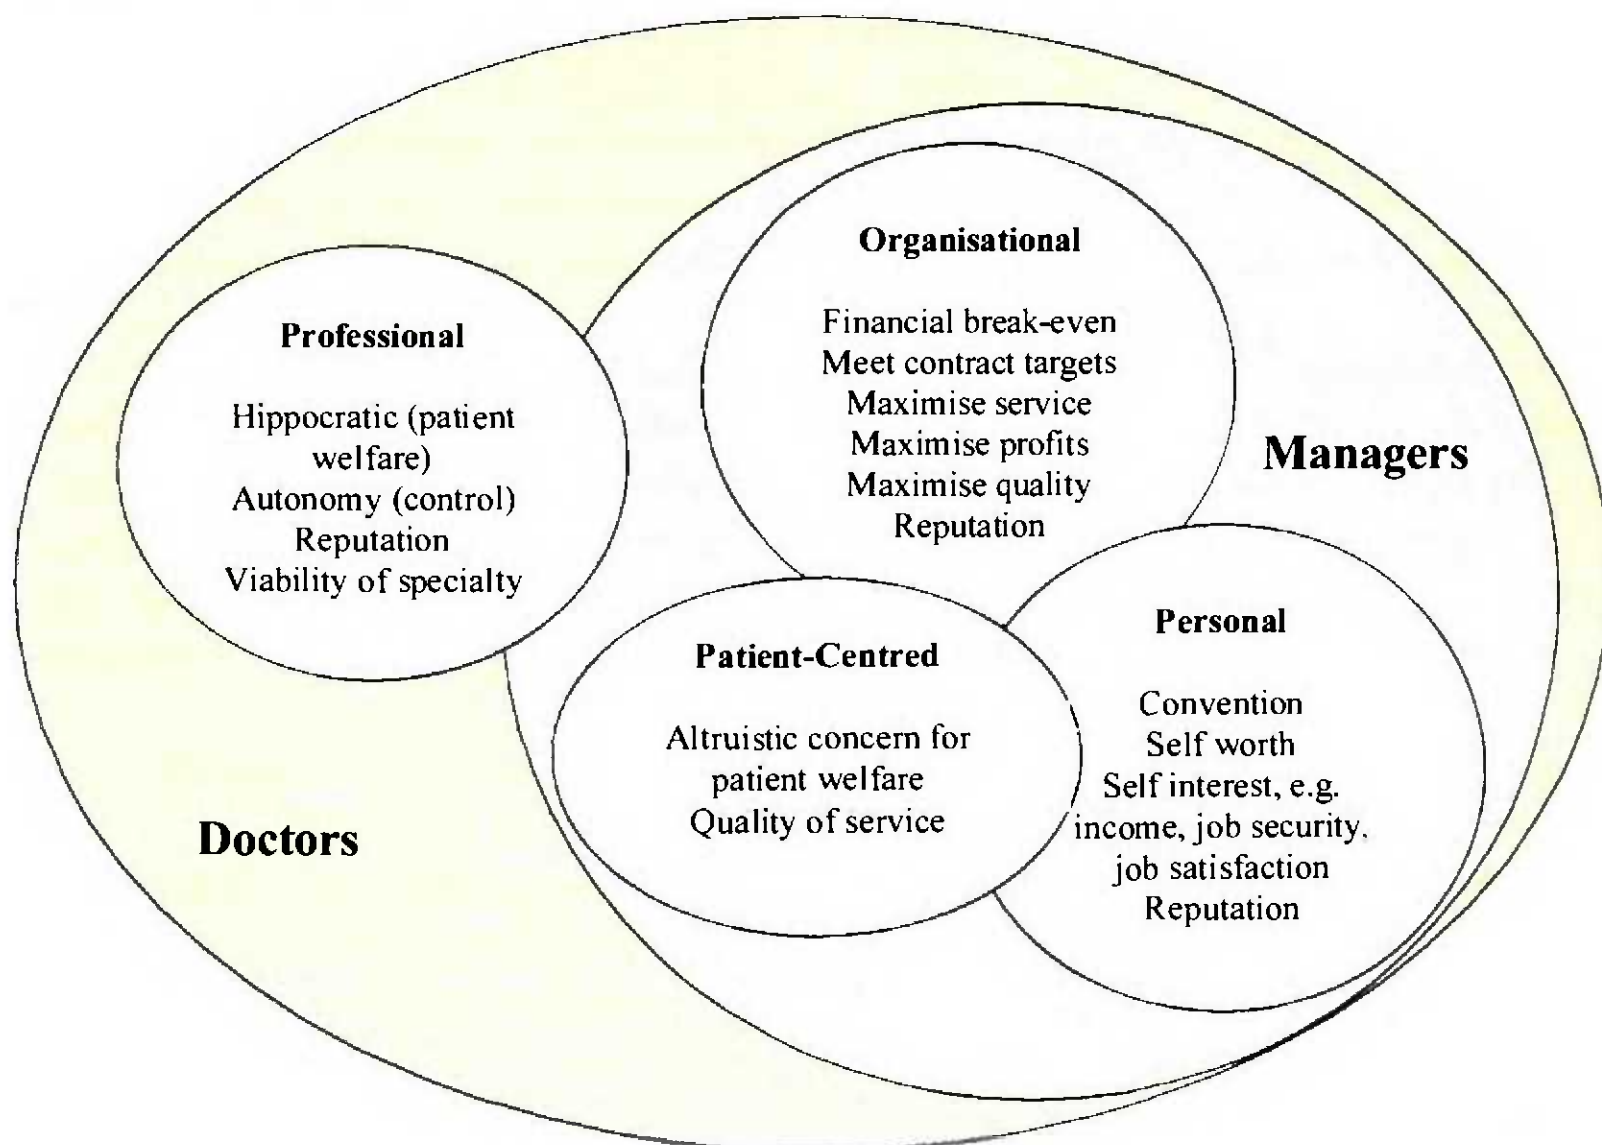 Organisational
Financial break-even
Meet contract targets
Maximise service
Maximise profits
Maximise quality
Reputation
Professional
Hippocratic (patient
welfare)
Autonomy (control)
Reputation
Viability of specialty
Managers
Patient-Centred
Altruistic concern for
patient welfare
Quality of service
Personal
Convention
Self worth
Self interest, e.g.
income, job security,
job satisfaction
Reputation
Doctors